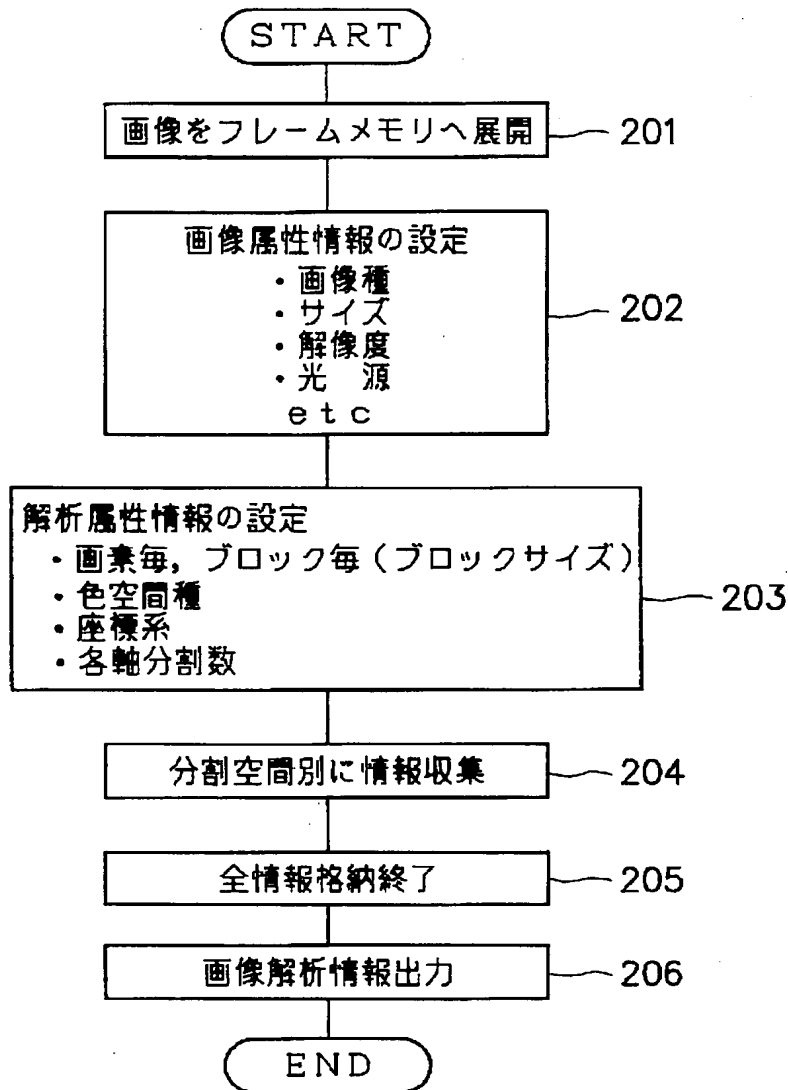 START
画像をフレームメモリへ展開
201
画像属性情報の設定
・画像種
・サイズ
・解像度
・光　源
etc
202
解析属性情報の設定
・画素毎，ブロック毎（ブロックサイズ）
・色空間種
・座標系
・各軸分割数
203
分割空間別に情報収集
204
全情報格納終了
205
画像解析情報出力
206
END